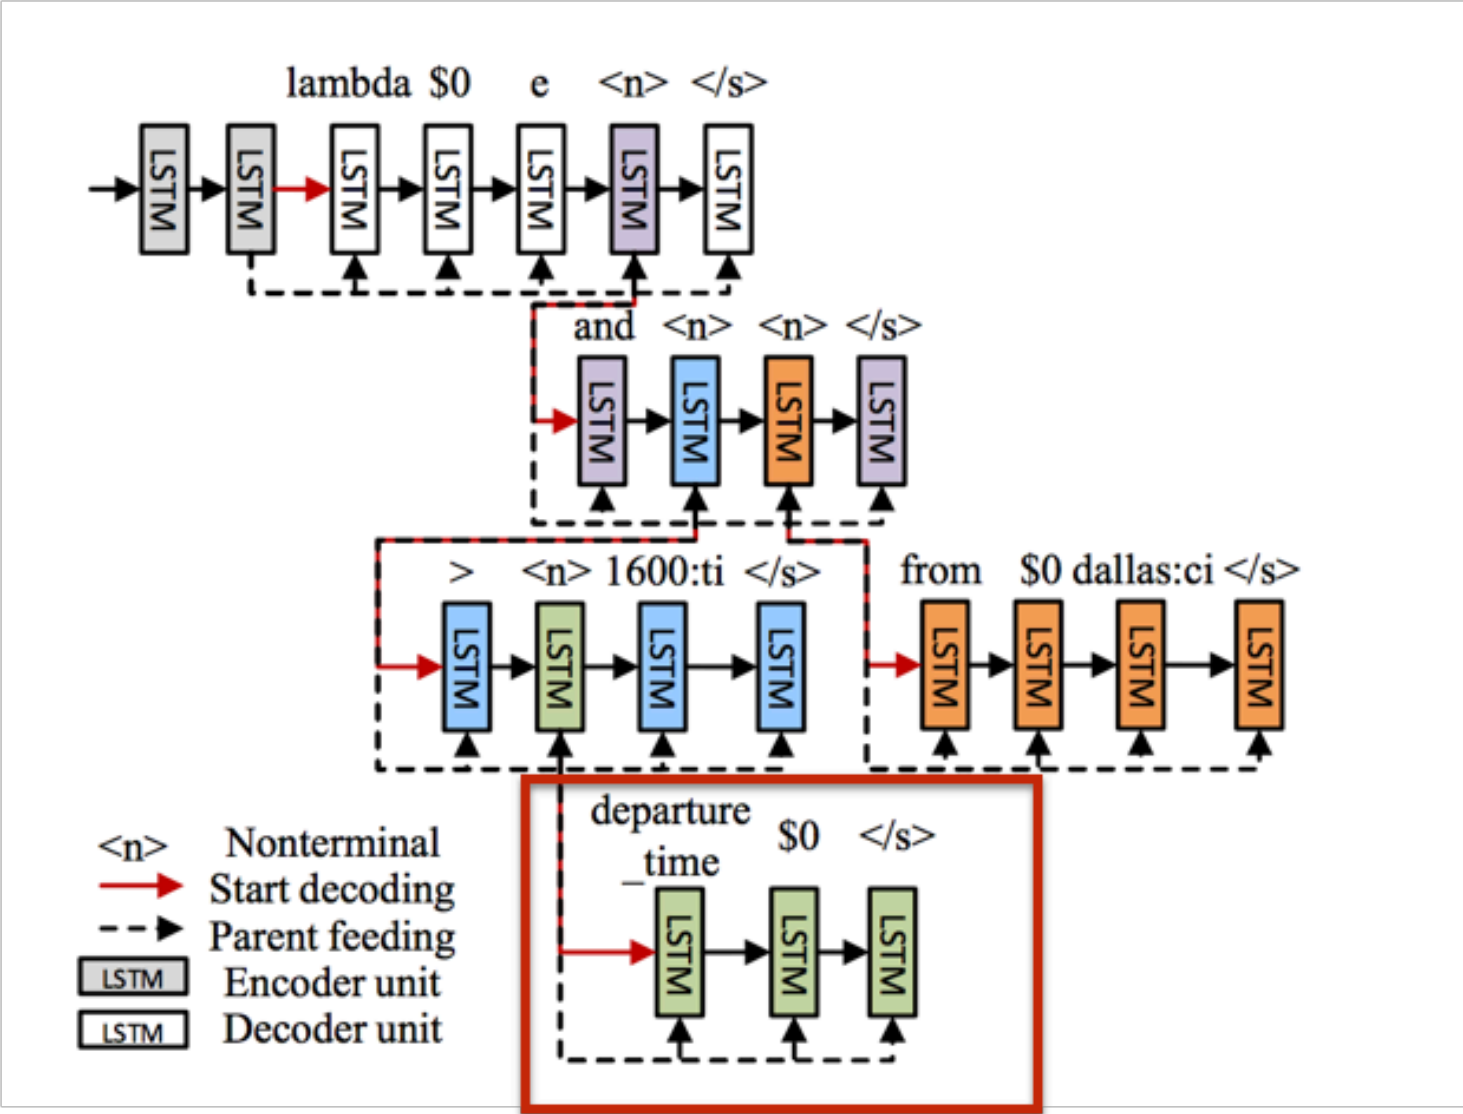 lambda $0 e <n> </s>
LSTM LSTM LSTM LSTM LSTM LSTM LSTM
and <n> <n> </s>
LSTM LSTM LSTM LSTM
> <n> 1600:ti </s>
LSTM LSTM LSTM LSTM
from $0 dallas:ci </s>
LSTM LSTM LSTM LSTM
departure
_time $0 </s>
LSTM LSTM LSTM
<n> Nonterminal
Start decoding
Parent feeding
LSTM Encoder unit
LSTM Decoder unit